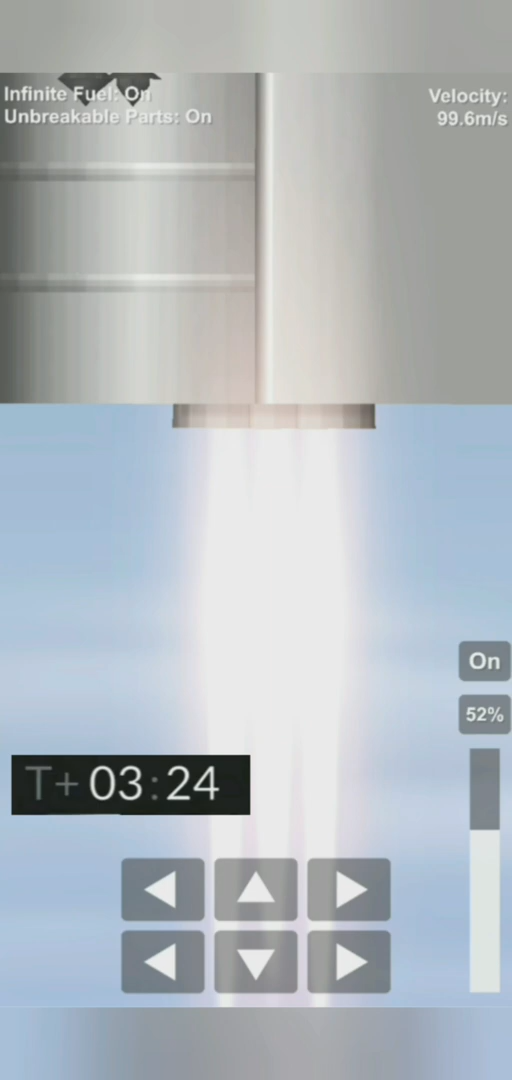 Infinite Fuel: On
Unbreakable Parts: On
Velocity:
99.6m/s
On
52%
T+03:24